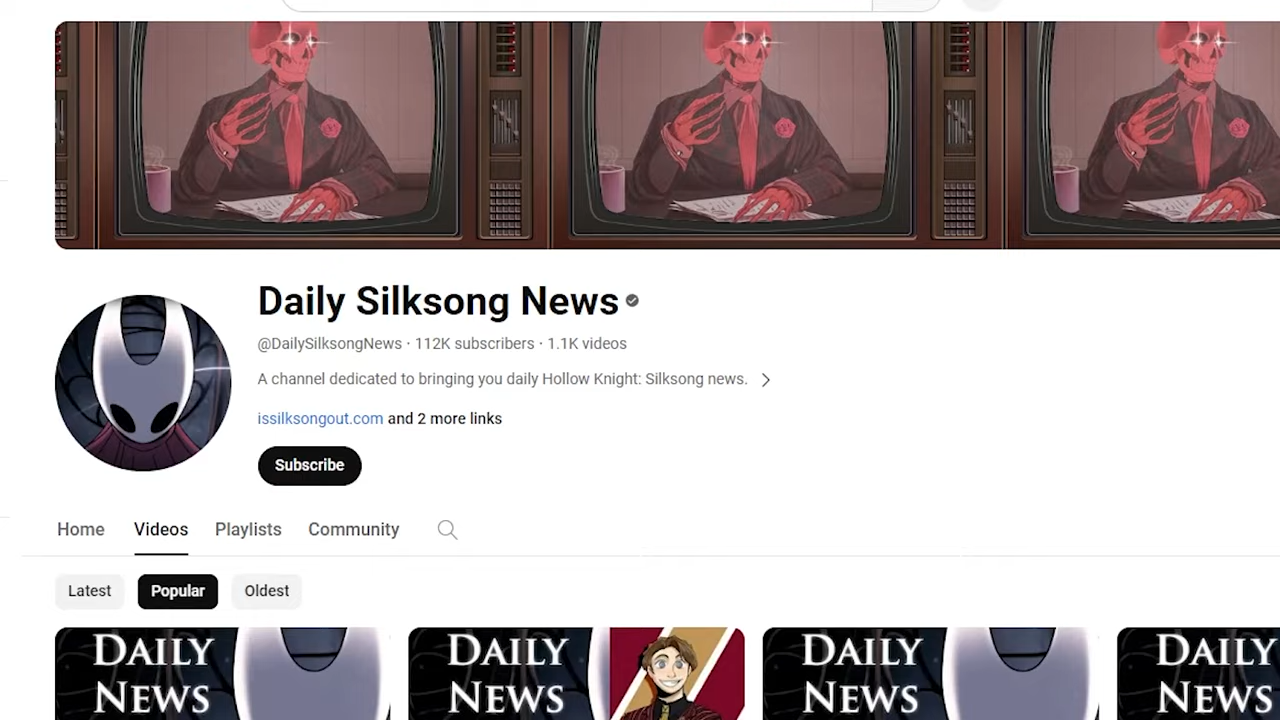 Daily Silksong News
@DailySilksongNews · 112K subscribers · 1.1K videos
A channel dedicated to bringing you daily Hollow Knight: Silksong news.
issilksongout.com and 2 more links
Subscribe
Home Videos Playlists Community
Latest Popular Oldest
DAILY DAILY DAILY DAILY
NEWS NEWS NEWS NEWS